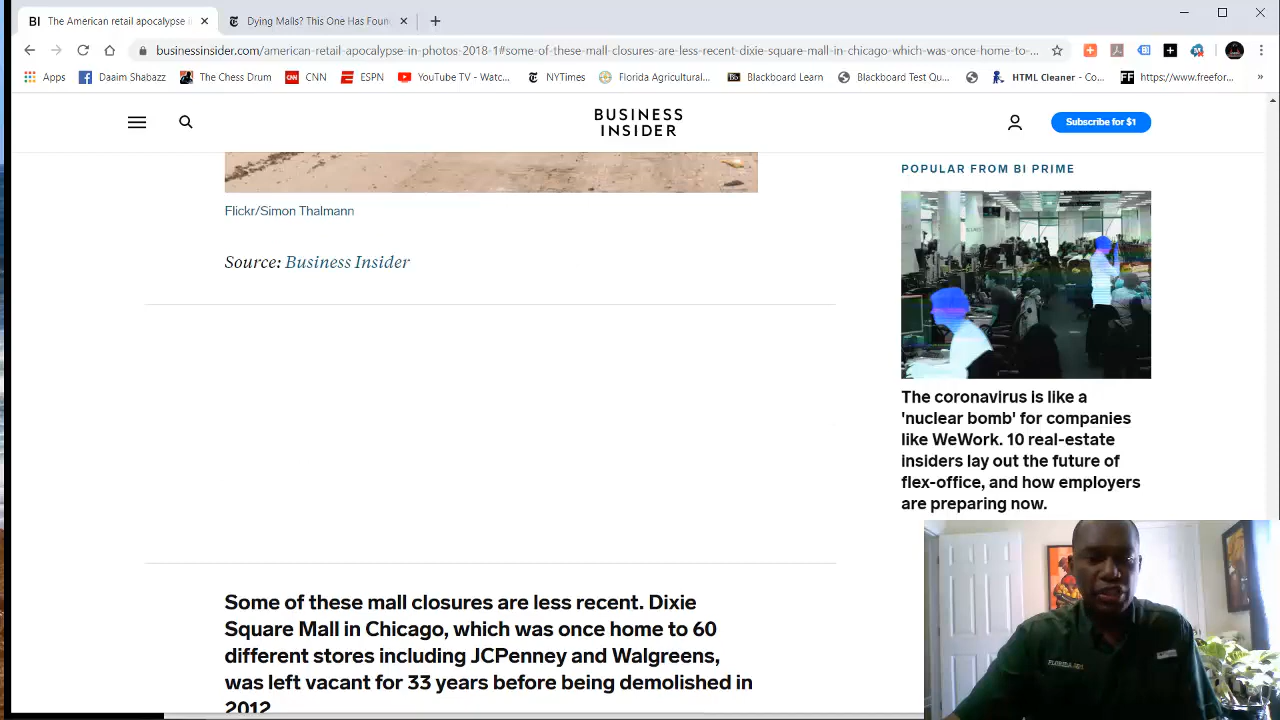 BI The American retail apocalypse i
Dying Malls? This One Has Foun
businessinsider.com/american-retail-apocalypse-in-photos-2018-1#some-of-these-mall-closures-are-less-recent-dixie-square-mall-in-chicago-which-was-once-home-to-...
Apps Daaim Shabazz The Chess Drum CNN CNN ESPN YouTube TV - Watc... NYTimes Florida Agricultural... Bb Blackboard Learn Blackboard Test Qu... HTML Cleaner - Co... FF https://www.freefor... »
BUSINESS
INSIDER
Subscribe for $1
Flickr/Simon Thalmann
Source: Business Insider
Some of these mall closures are less recent. Dixie
Square Mall in Chicago, which was once home to 60
different stores including JCPenney and Walgreens,
was left vacant for 33 years before being demolished in
2012
POPULAR FROM BI PRIME
The coronavirus is like a
'nuclear bomb' for companies
like WeWork. 10 real-estate
insiders lay out the future of
flex-office, and how employers
are preparing now.
FLORIDA